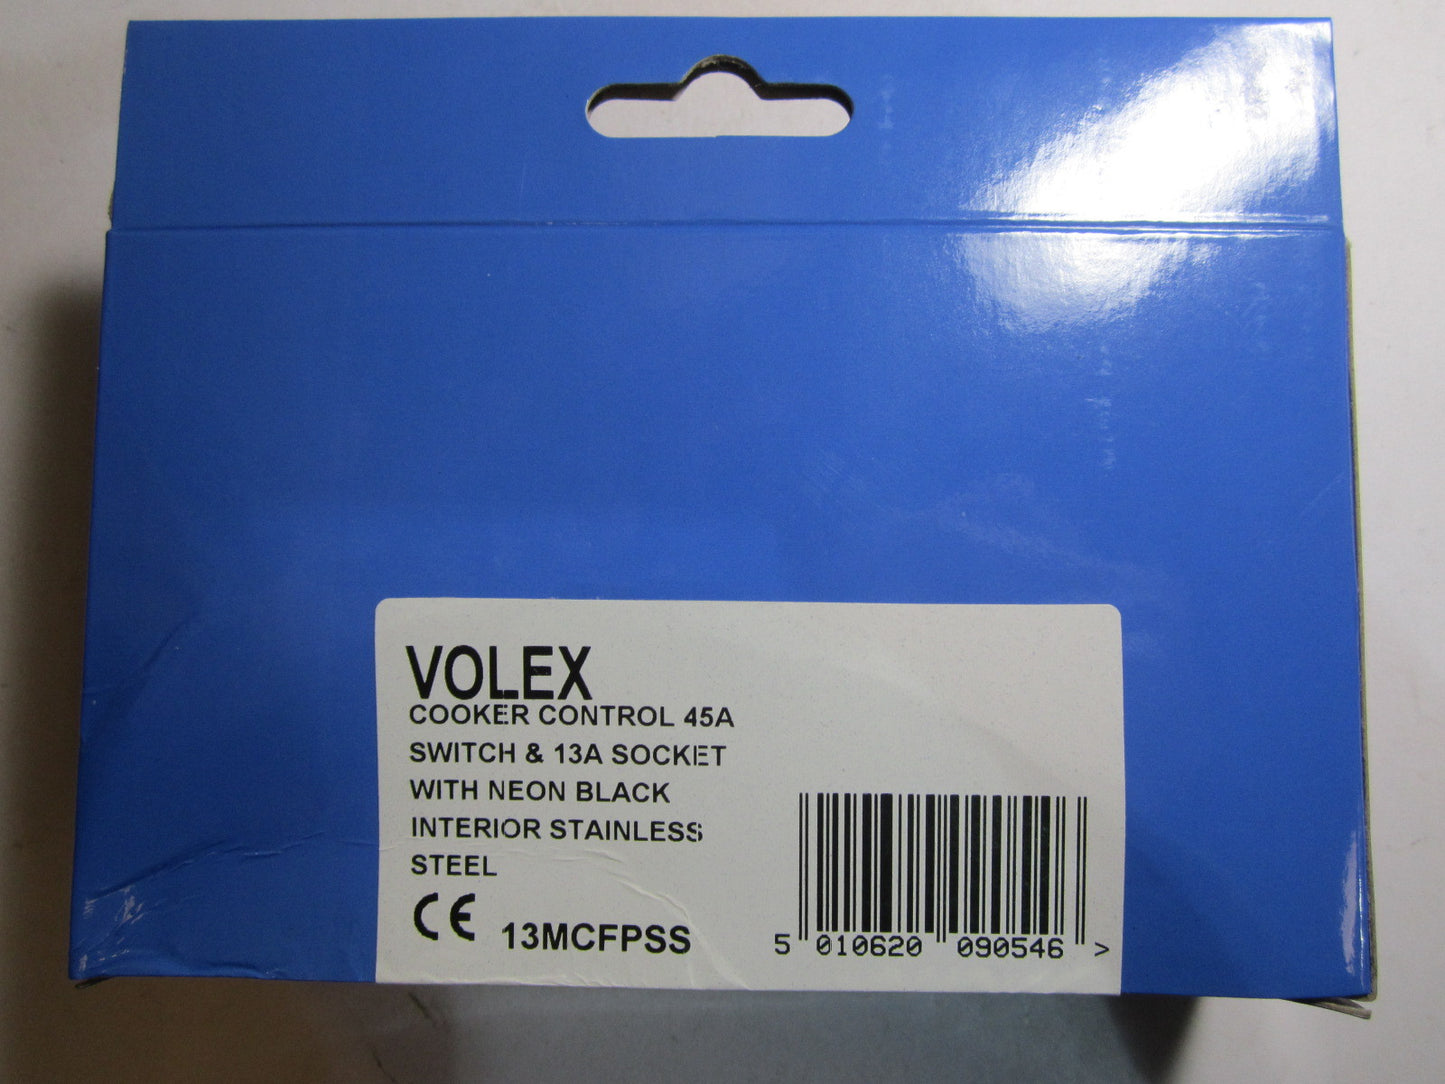 VOLEX
COOKER CONTROL 45A
SWITCH & 13A SOCKET
WITH NEON BLACK
INTERIOR STAINLESS
STEEL
CE 13MCFPSS
5 010620 090546 >